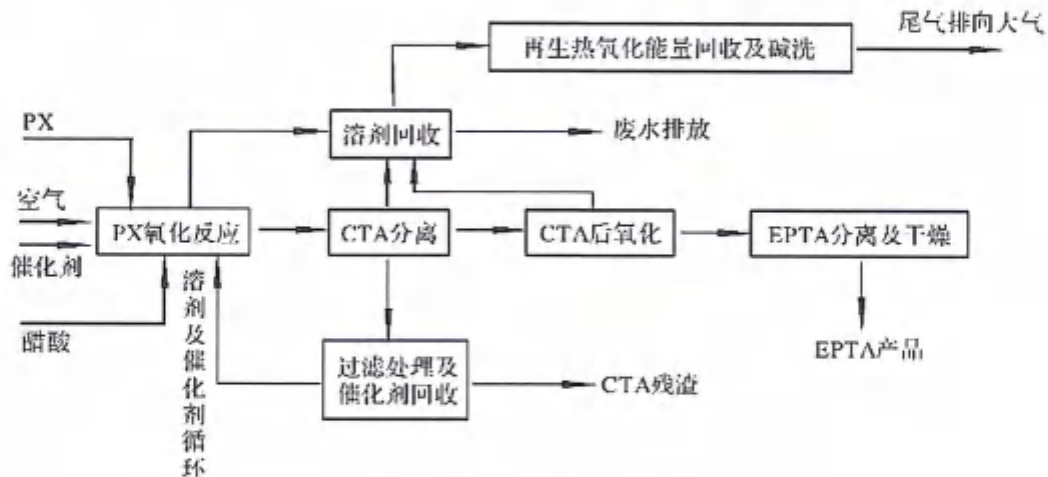 尾气排向大气
再生热氧化能量回收及碱洗
PX
溶剂回收
废水排放
空气
PX氧化反应
CTA分离
CTA后氧化
EPTA分离及干燥
催化剂
醋酸
溶剂及催化剂循环
过滤处理及
催化剂回收
CTA残渣
EPTA产品